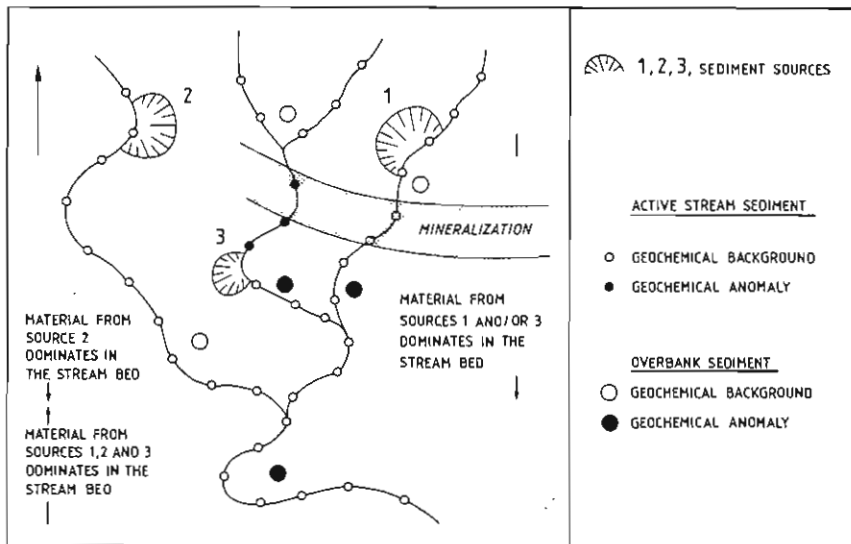 2
1
3
MINERALIZATION
MATERIAL FROM
SOURCE 2
DOMINATES IN
THE STREAM BED
MATERIAL FROM
SOURCES 1,2 AND 3
DOMINATES IN THE
STREAM BED
MATERIAL FROM
SOURCES 1 AND/OR 3
DOMINATES IN THE
STREAM BED
1,2,3, SEDIMENT SOURCES
ACTIVE STREAM SEDIMENT
GEOCHEMICAL BACKGROUND
GEOCHEMICAL ANOMALY
OVERBANK SEDIMENT
GEOCHEMICAL BACKGROUND
GEOCHEMICAL ANOMALY